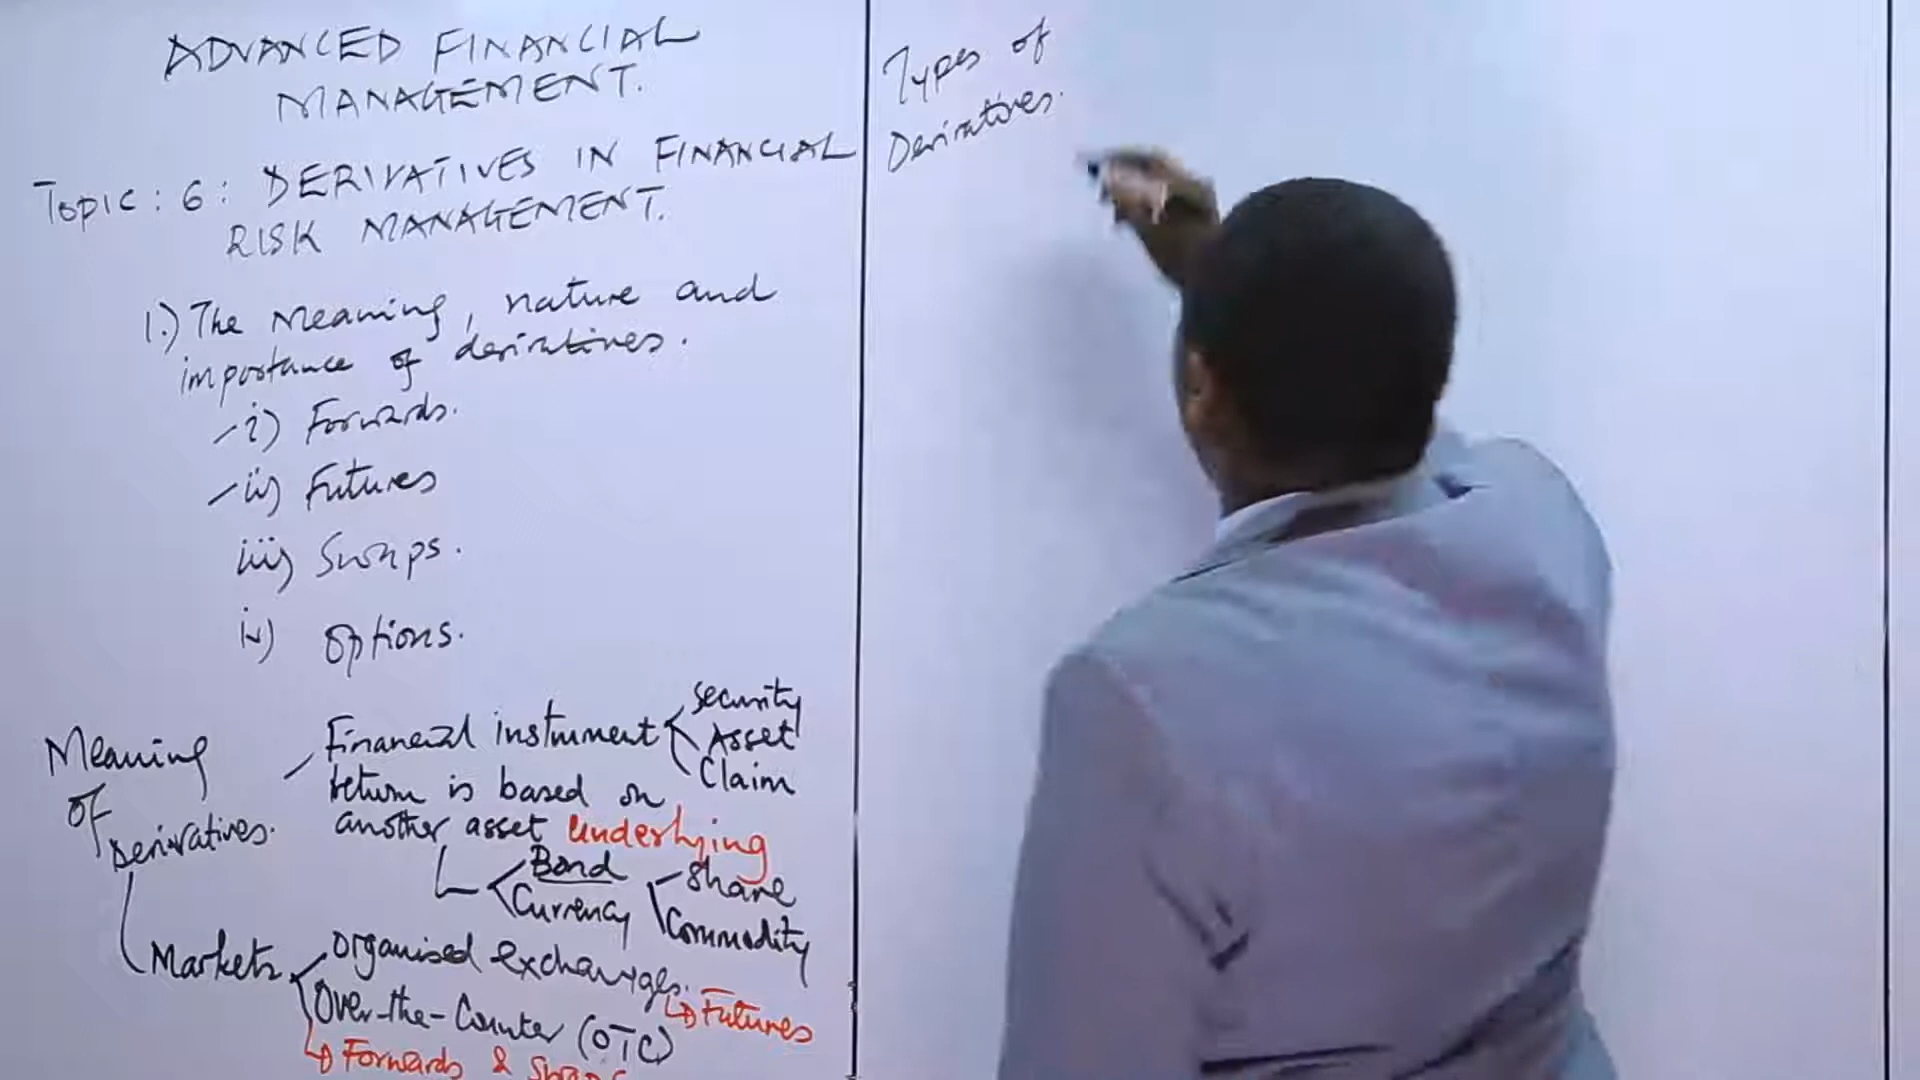 ADVANCED FINANCIAL
MANAGEMENT.
TOPIC: 6: DERIVATIVES IN FINANCIAL
RISK MANAGEMENT.
1.) The Meaning, nature and
importance of derivatives.
i) Forwards.
ii) Futures
iii) Swaps.
iv) Options.
Meaning
of
Derivatives.
Financial instrument
security
Asset
Claim
return is based on
another asset underlying
Bond
Currency
Share
Commodity
Markets
Organised exchanges.
Futures
Over-the-Counter (OTC)
Forwards & Swaps
Types of
Derivatives.